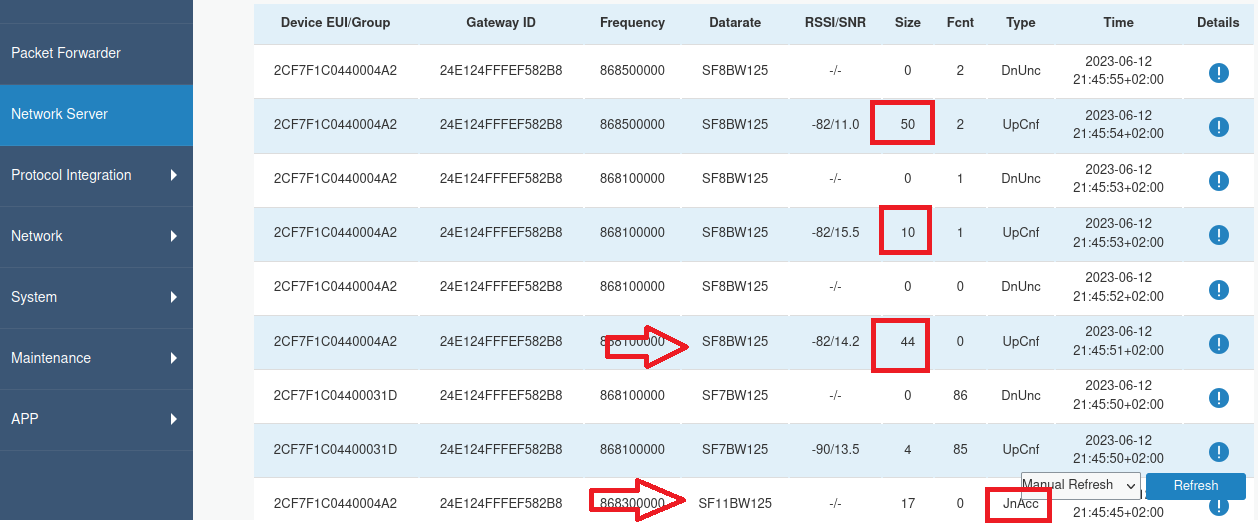 Device EUI/Group Gateway ID Frequency Datarate RSSI/SNR Size Fcnt Type Time Details
Packet Forwarder
Network Server
Protocol Integration
Network
System
Maintenance
APP
2CF7F1C0440004A2 24E124FFFEF582B8 868500000 SF8BW125 -/- 0 2 DnUnc 2023-06-12
21:45:55+02:00
2CF7F1C0440004A2 24E124FFFEF582B8 868500000 SF8BW125 -82/11.0 50 2 UpCnf 2023-06-12
21:45:54+02:00
2CF7F1C0440004A2 24E124FFFEF582B8 868100000 SF8BW125 -/- 0 1 DnUnc 2023-06-12
21:45:53+02:00
2CF7F1C0440004A2 24E124FFFEF582B8 868100000 SF8BW125 -82/15.5 10 1 UpCnf 2023-06-12
21:45:53+02:00
2CF7F1C0440004A2 24E124FFFEF582B8 868100000 SF8BW125 -/- 0 0 DnUnc 2023-06-12
21:45:52+02:00
2CF7F1C0440004A2 24E124FFFEF582B8 868100000 SF8BW125 -82/14.2 44 0 UpCnf 2023-06-12
21:45:51+02:00
2CF7F1C04400031D 24E124FFFEF582B8 868100000 SF7BW125 -/- 0 86 DnUnc 2023-06-12
21:45:50+02:00
2CF7F1C04400031D 24E124FFFEF582B8 868100000 SF7BW125 -90/13.5 4 85 UpCnf 2023-06-12
21:45:50+02:00
Manual Refresh Refresh
2CF7F1C0440004A2 24E124FFFEF582B8 868300000 SF11BW125 -/- 17 0 JnAcc
21:45:45+02:00